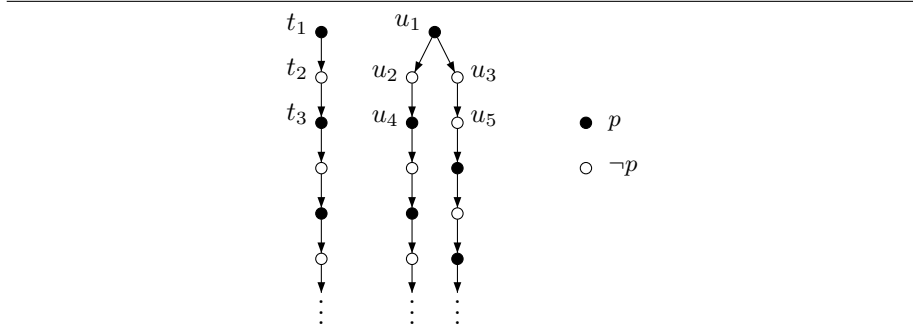 t₁ u₁
t₂ u₂ u₃
t₃ u₄ u₅ p
¬p